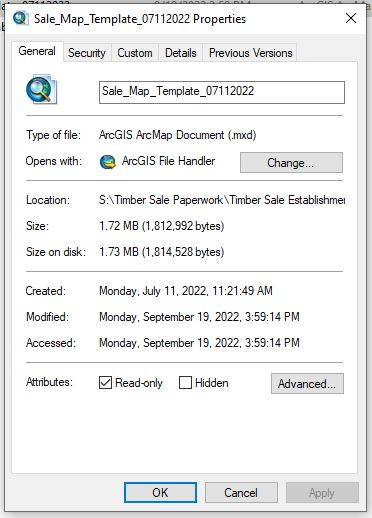 Sale_Map_Template_07112022 Properties
General Security Custom Details Previous Versions
Sale_Map_Template_07112022
Type of file: ArcGIS ArcMap Document (.mxd)
Opens with: ArcGIS File Handler Change...
Location: S:\Timber Sale Paperwork\Timber Sale Establishmer
Size: 1.72 MB (1,812,992 bytes)
Size on disk: 1.73 MB (1,814,528 bytes)
Created: Monday, July 11, 2022, 11:21:49 AM
Modified: Monday, September 19, 2022, 3:59:14 PM
Accessed: Monday, September 19, 2022, 3:59:14 PM
Attributes: Read-only Hidden Advanced...
OK Cancel Apply